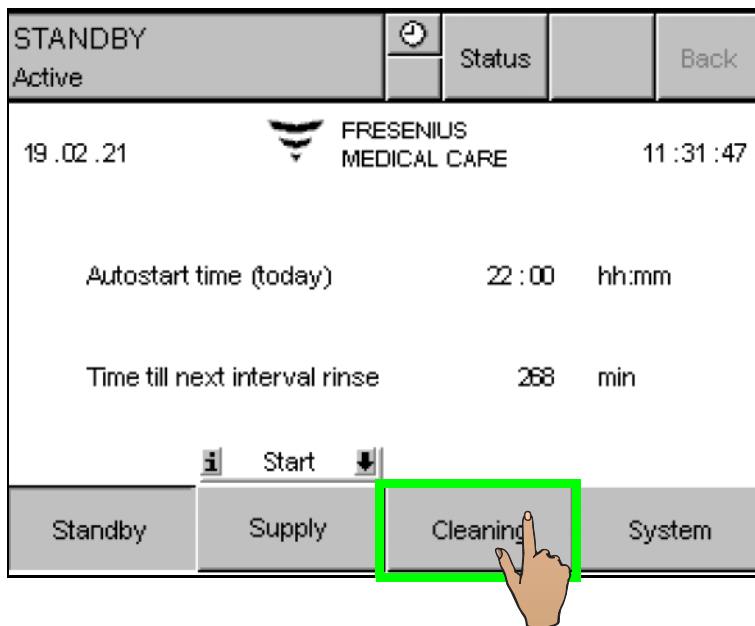 STANDBY
Active
Status
Back
19.02.21
FRESENIUS
MEDICAL CARE
11:31:47
Autostart time (today) 22:00 hh:mm
Time till next interval rinse 268 min
i Start
Standby Supply Cleaning System